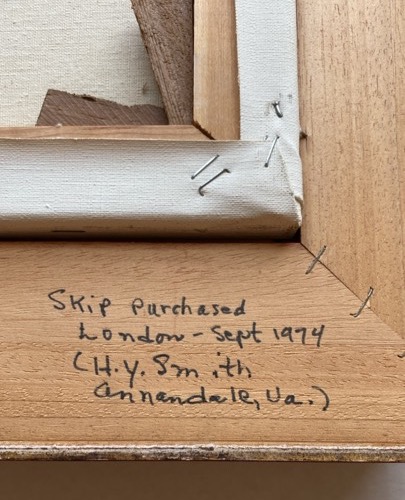 Skip purchased
London - Sept 1974
(H.Y. Smith
Annandale, Va.)